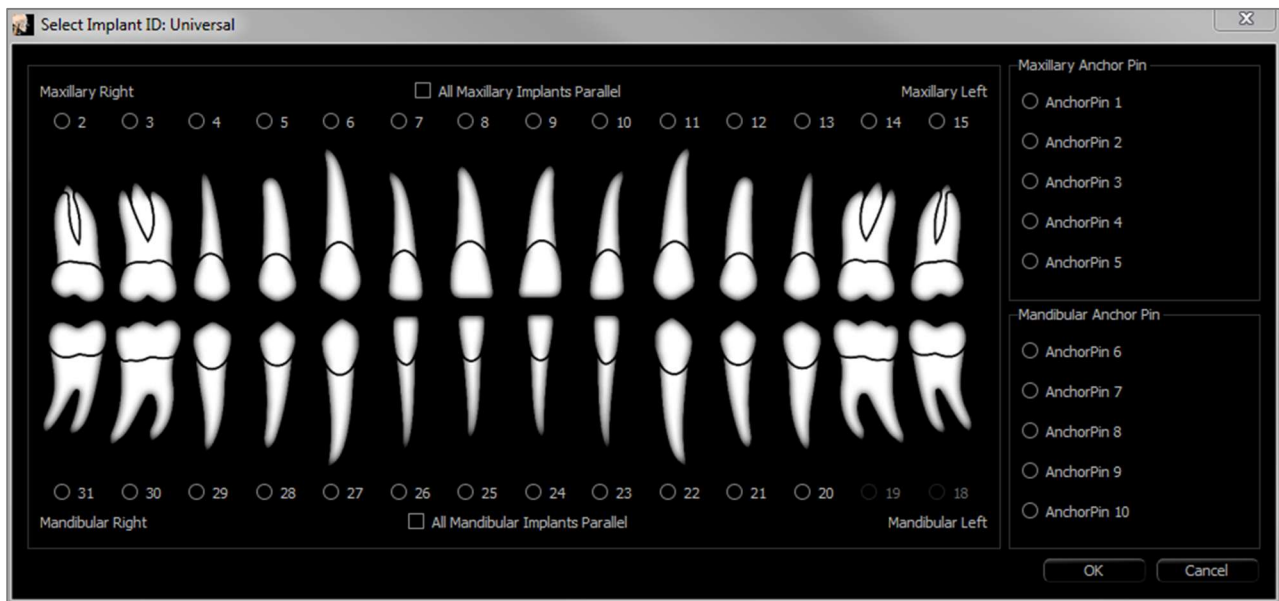 Select Implant ID: Universal
Maxillary Right
All Maxillary Implants Parallel
Maxillary Left
2 3 4 5 6 7 8 9 10 11 12 13 14 15
31 30 29 28 27 26 25 24 23 22 21 20 19 18
Mandibular Right
All Mandibular Implants Parallel
Mandibular Left
Maxillary Anchor Pin
AnchorPin 1
AnchorPin 2
AnchorPin 3
AnchorPin 4
AnchorPin 5
Mandibular Anchor Pin
AnchorPin 6
AnchorPin 7
AnchorPin 8
AnchorPin 9
AnchorPin 10
OK
Cancel